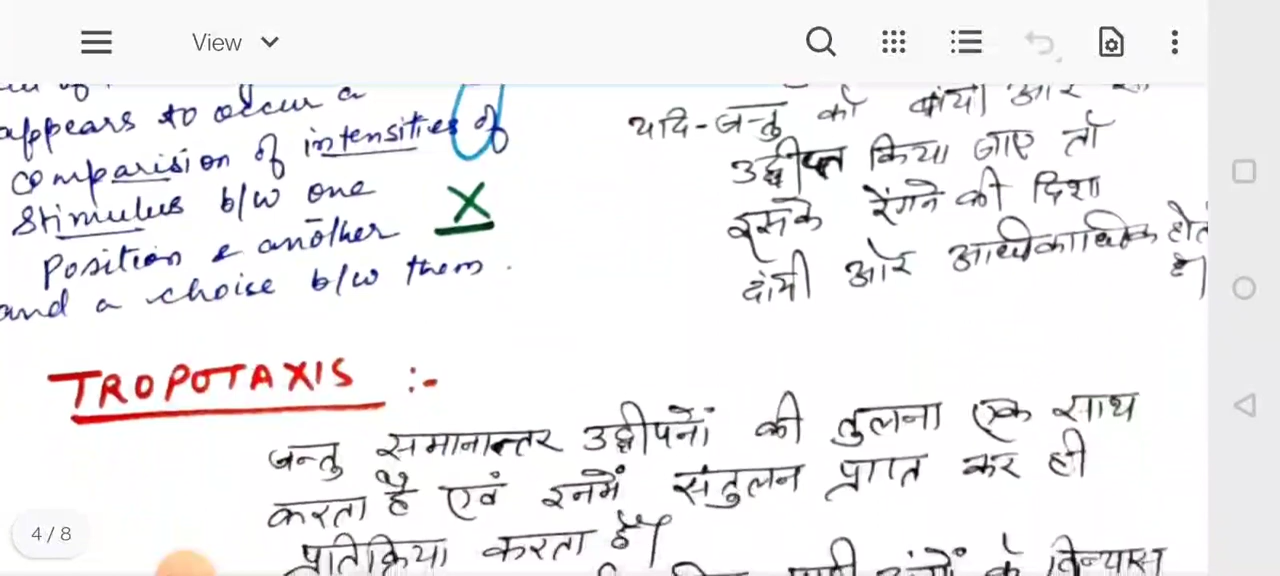 View
appears to occur a
comparision of intensities of
stimulus b/w one
position & another
and a choice b/w them.
X
यदि-जन्तु को बांयी ओर से
उद्दीप्त किया जाए तो
इसके रेंगने की दिशा
दांयी ओर अधिकाधिक होती
है।
TROPOTAXIS :-
जन्तु समानान्तर उद्दीपनों की तुलना एक साथ
करता है एवं इनमें संतुलन प्राप्त कर ही
प्रतिक्रिया करता है।
अंगों के विन्यास
4 / 8